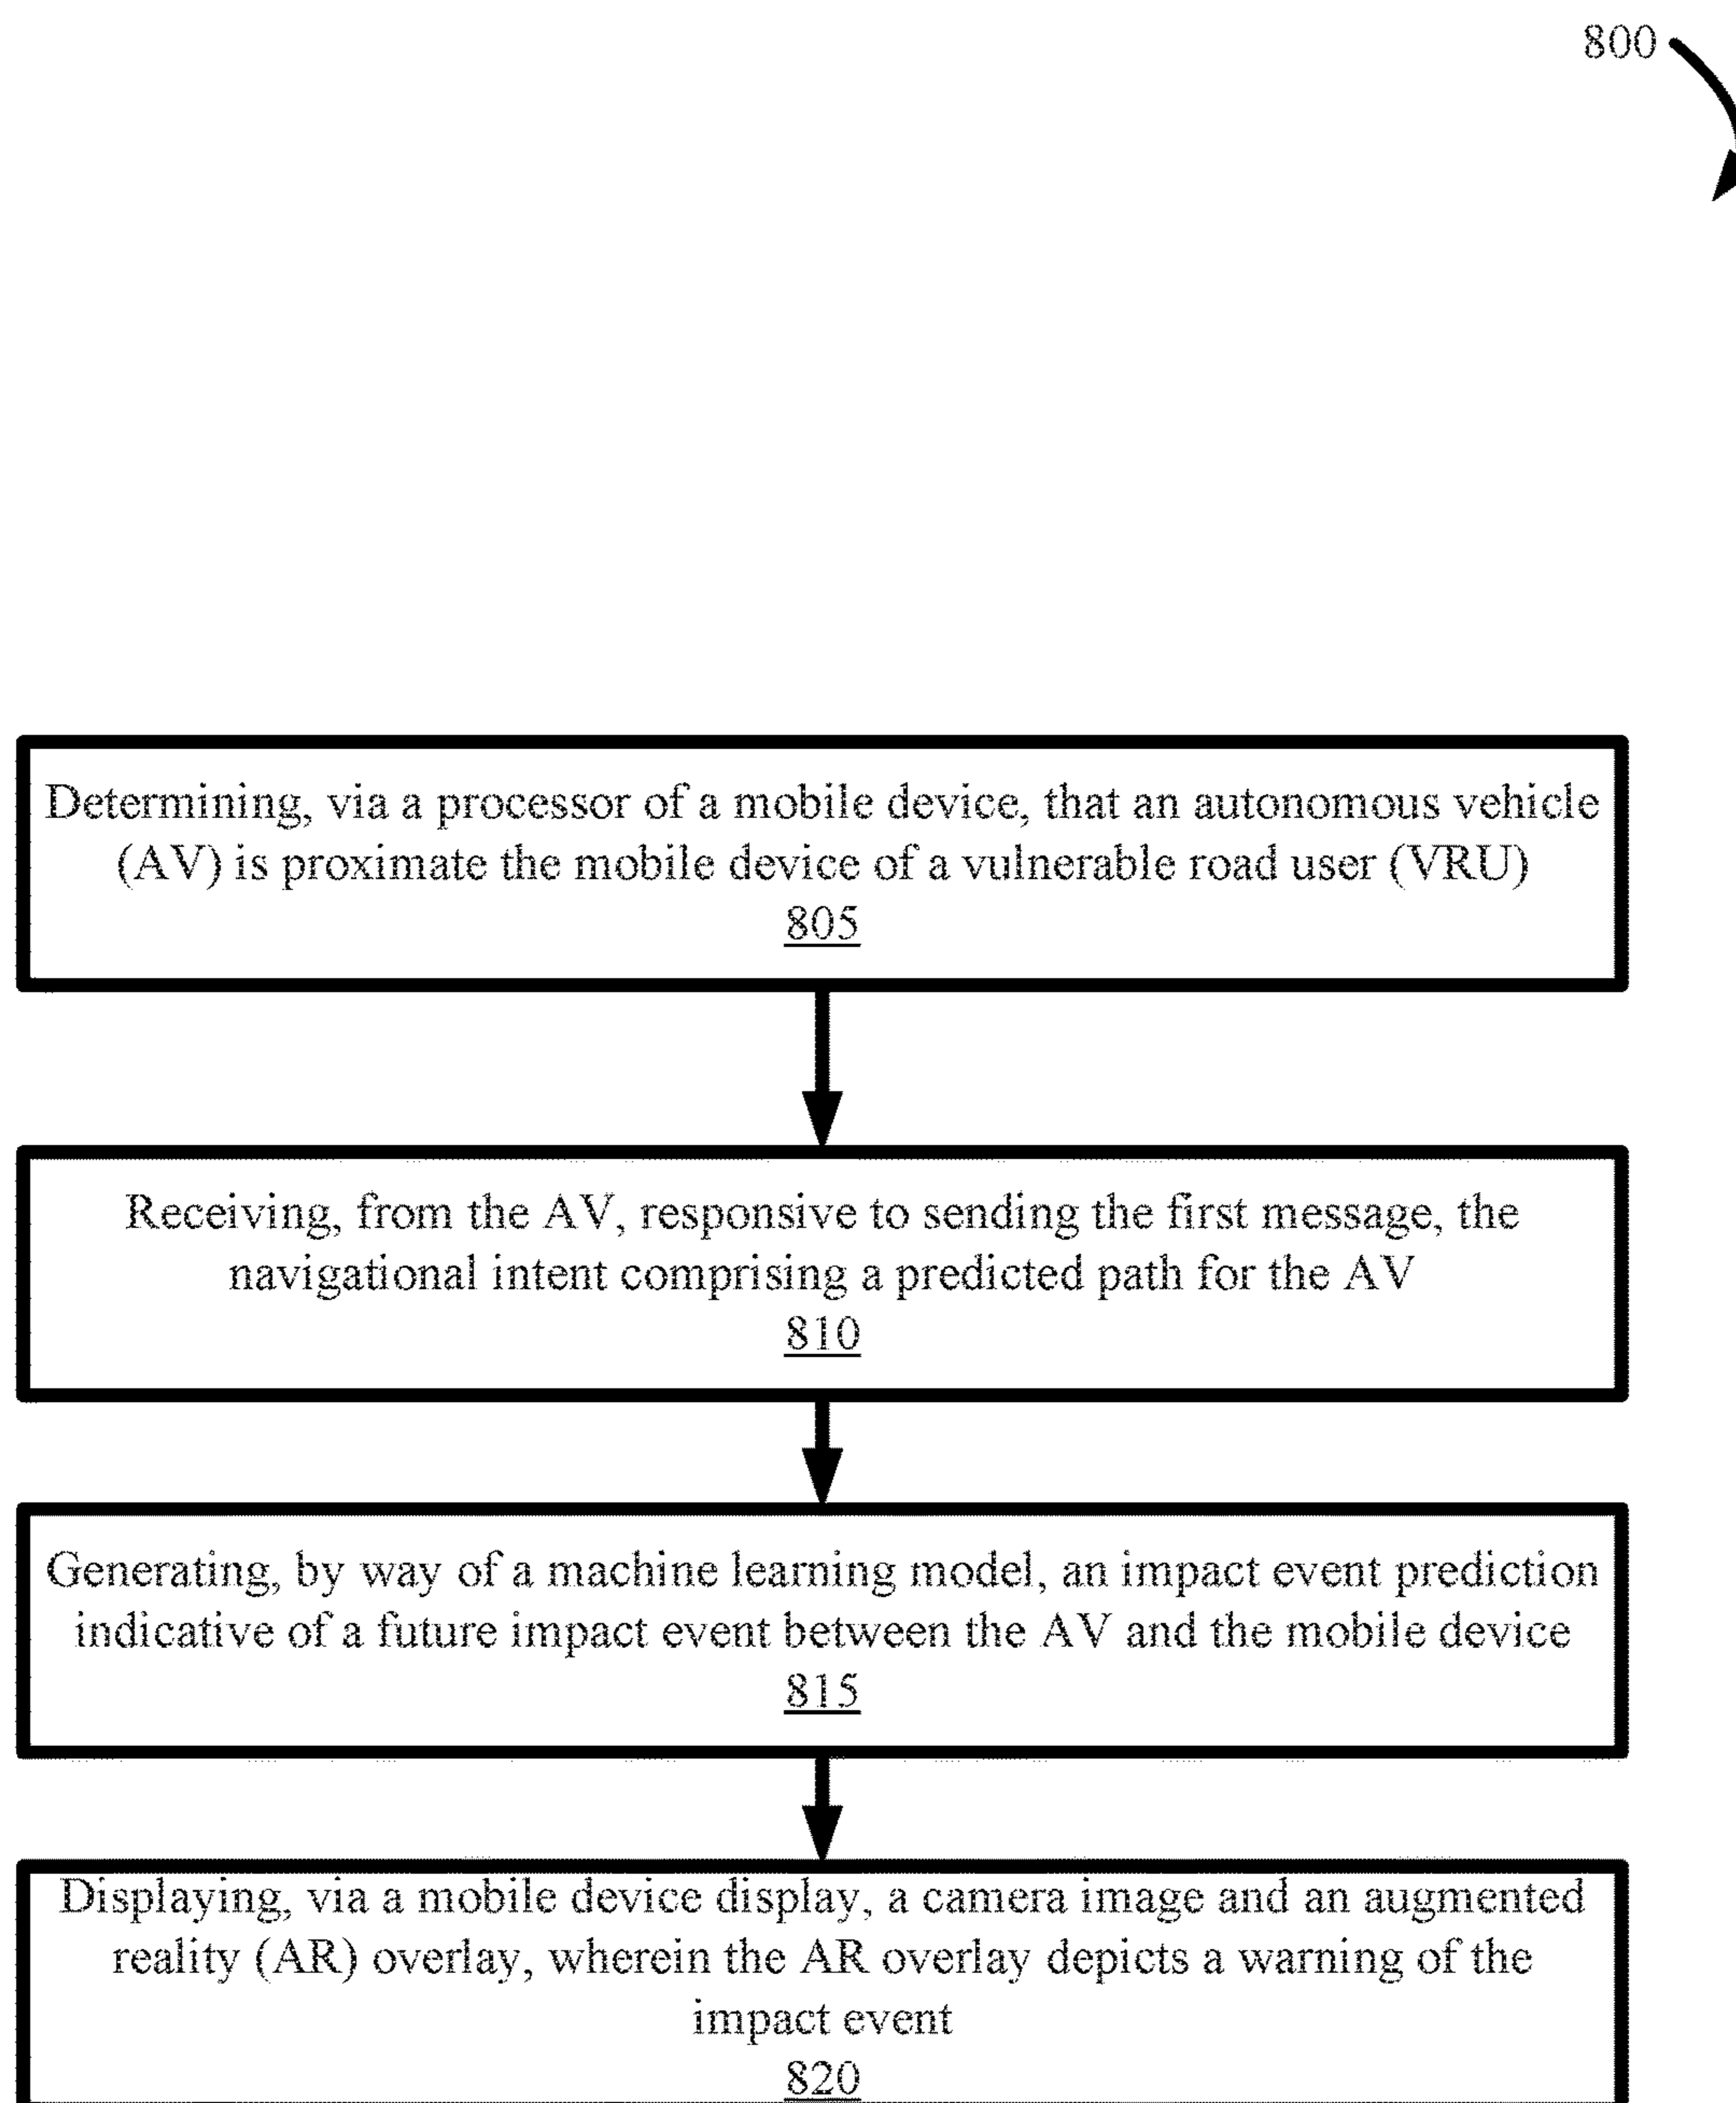 800
Determining, via a processor of a mobile device, that an autonomous vehicle
(AV) is proximate the mobile device of a vulnerable road user (VRU)
805
Receiving, from the AV, responsive to sending the first message, the
navigational intent comprising a predicted path for the AV
810
Generating, by way of a machine learning model, an impact event prediction
indicative of a future impact event between the AV and the mobile device
815
Displaying, via a mobile device display, a camera image and an augmented
reality (AR) overlay, wherein the AR overlay depicts a warning of the
impact event
820